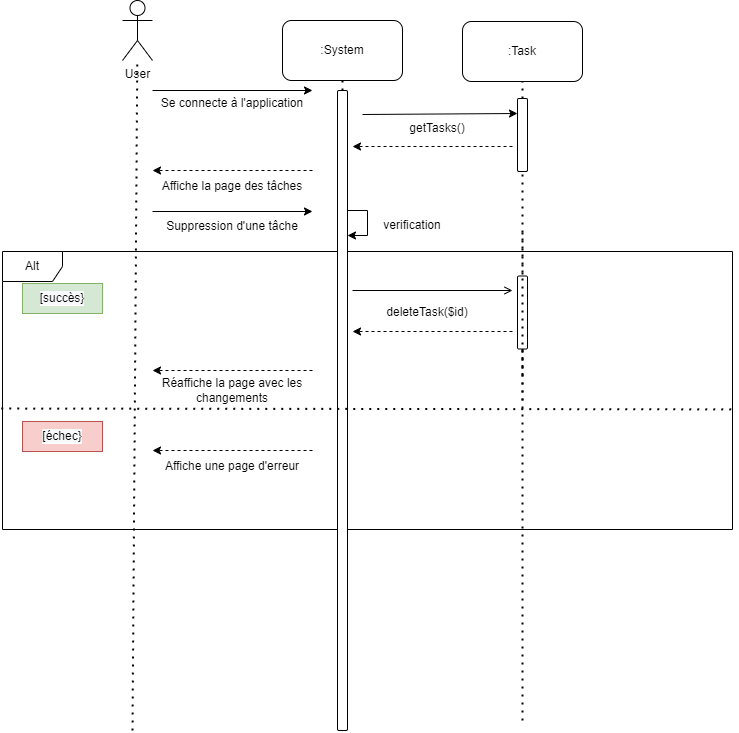 :System
:Task
User
Se connecte à l'application
getTasks()
Affiche la page des tâches
Suppression d'une tâche
verification
Alt
[succès}
deleteTask($id)
Réaffiche la page avec les
changements
[échec}
Affiche une page d'erreur